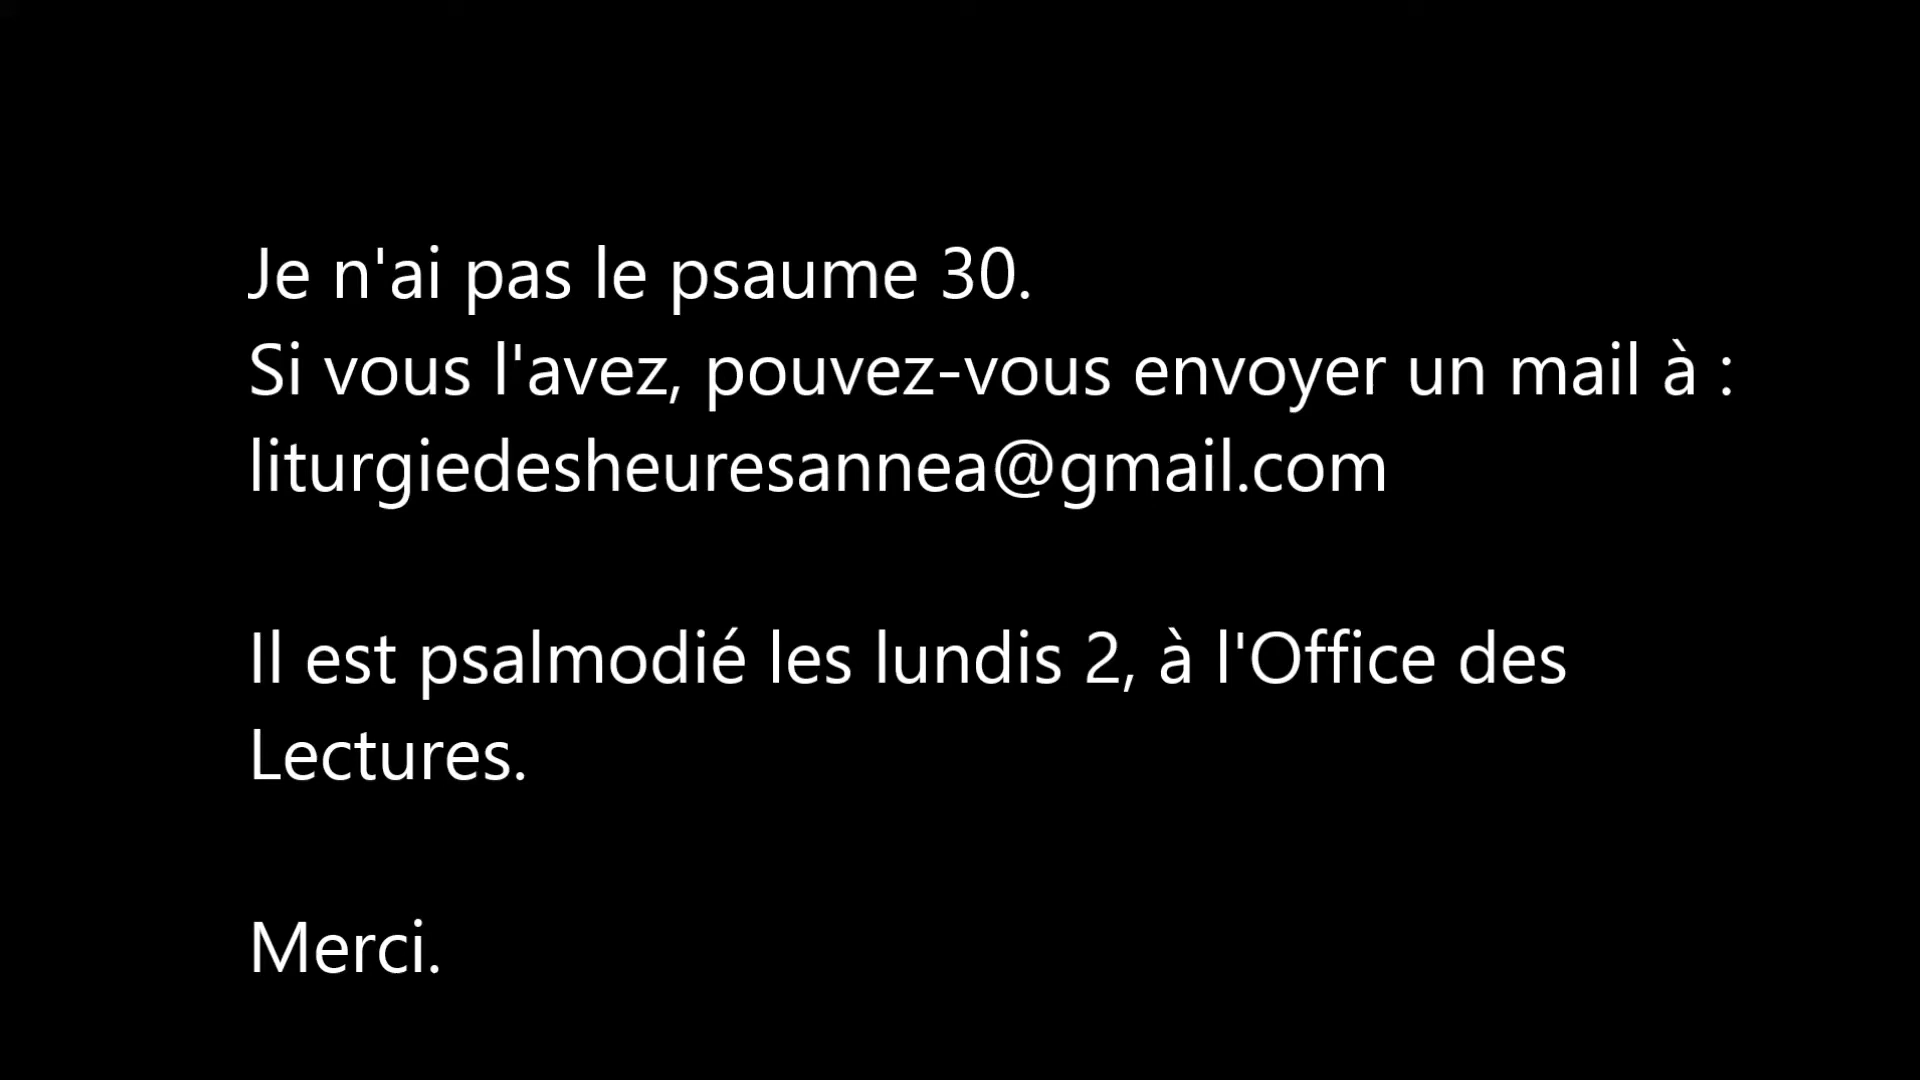 Je n'ai pas le psaume 30.
Si vous l'avez, pouvez-vous envoyer un mail à :
liturgiedesheuresannea@gmail.com
Il est psalmodié les lundis 2, à l'Office des
Lectures.
Merci.